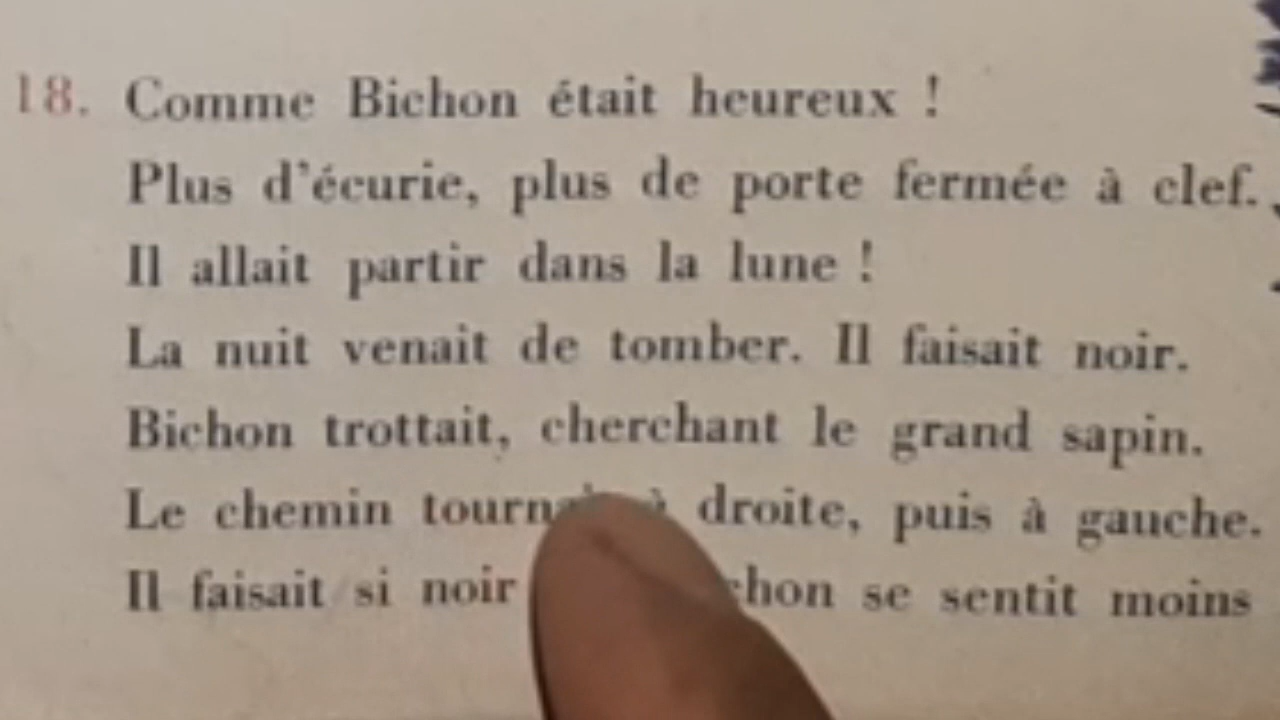 18. Comme Bichon était heureux !
Plus d'écurie, plus de porte fermée à clef.
Il allait partir dans la lune !
La nuit venait de tomber. Il faisait noir.
Bichon trottait, cherchant le grand sapin.
Le chemin à droite, puis à gauche.
Il faisait si noir se sentit moins